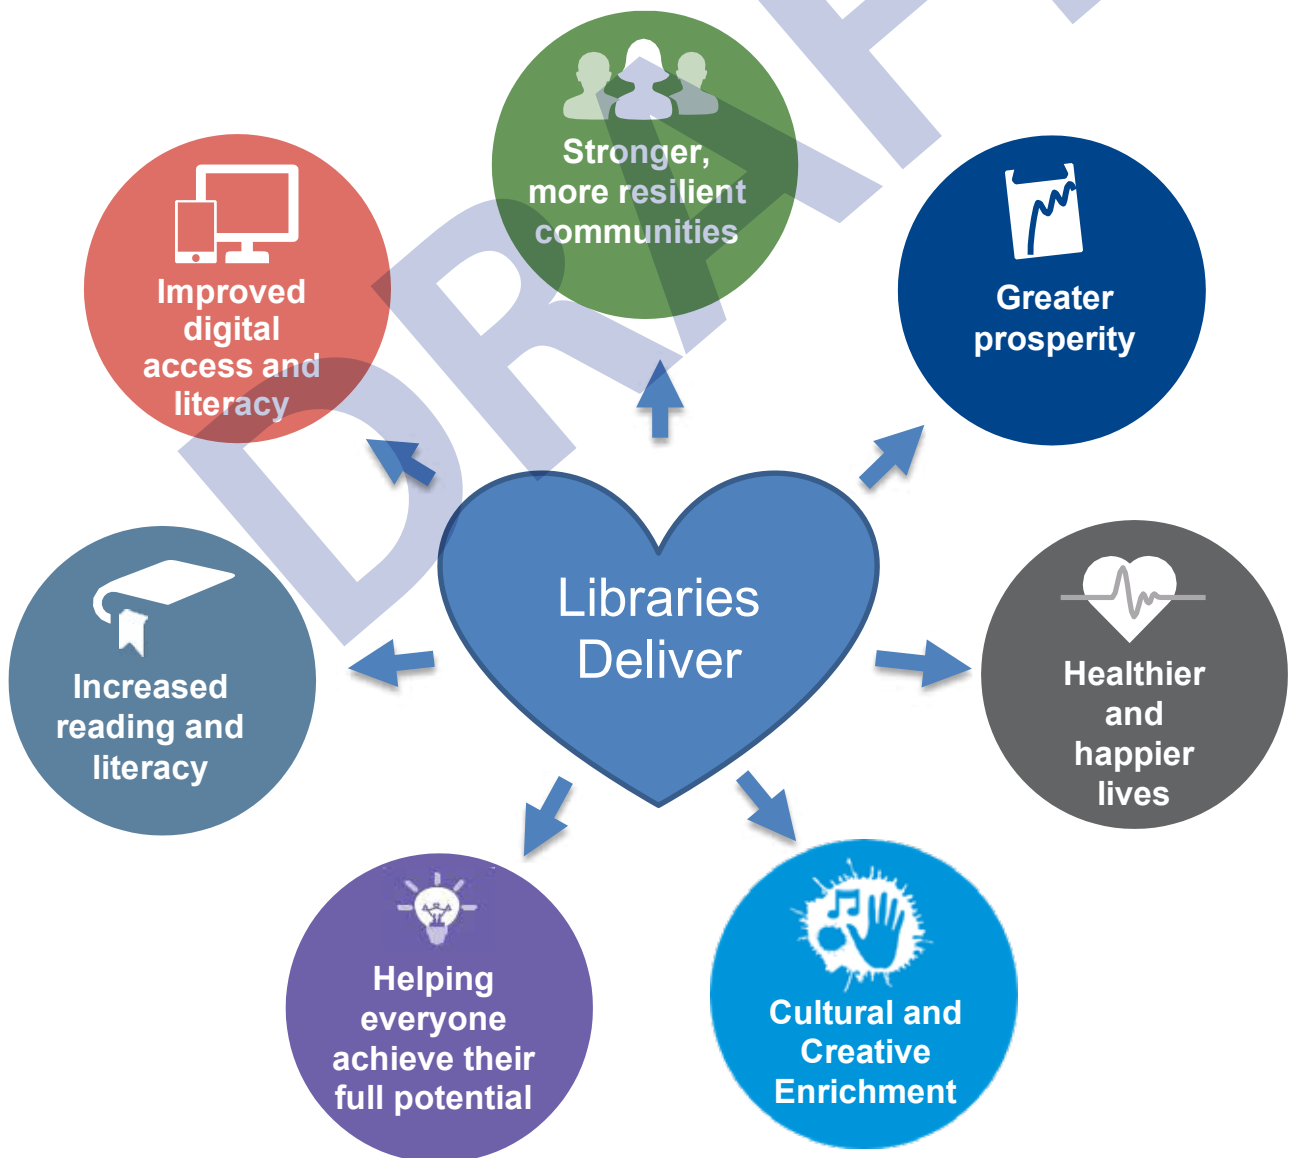 Stronger,
more resilient
communities
Greater
prosperity
Healthier
and
happier
lives
Cultural and
Creative
Enrichment
Helping
everyone
achieve their
full potential
Increased
reading and
literacy
Improved
digital
access and
literacy
Libraries
Deliver
DRAF